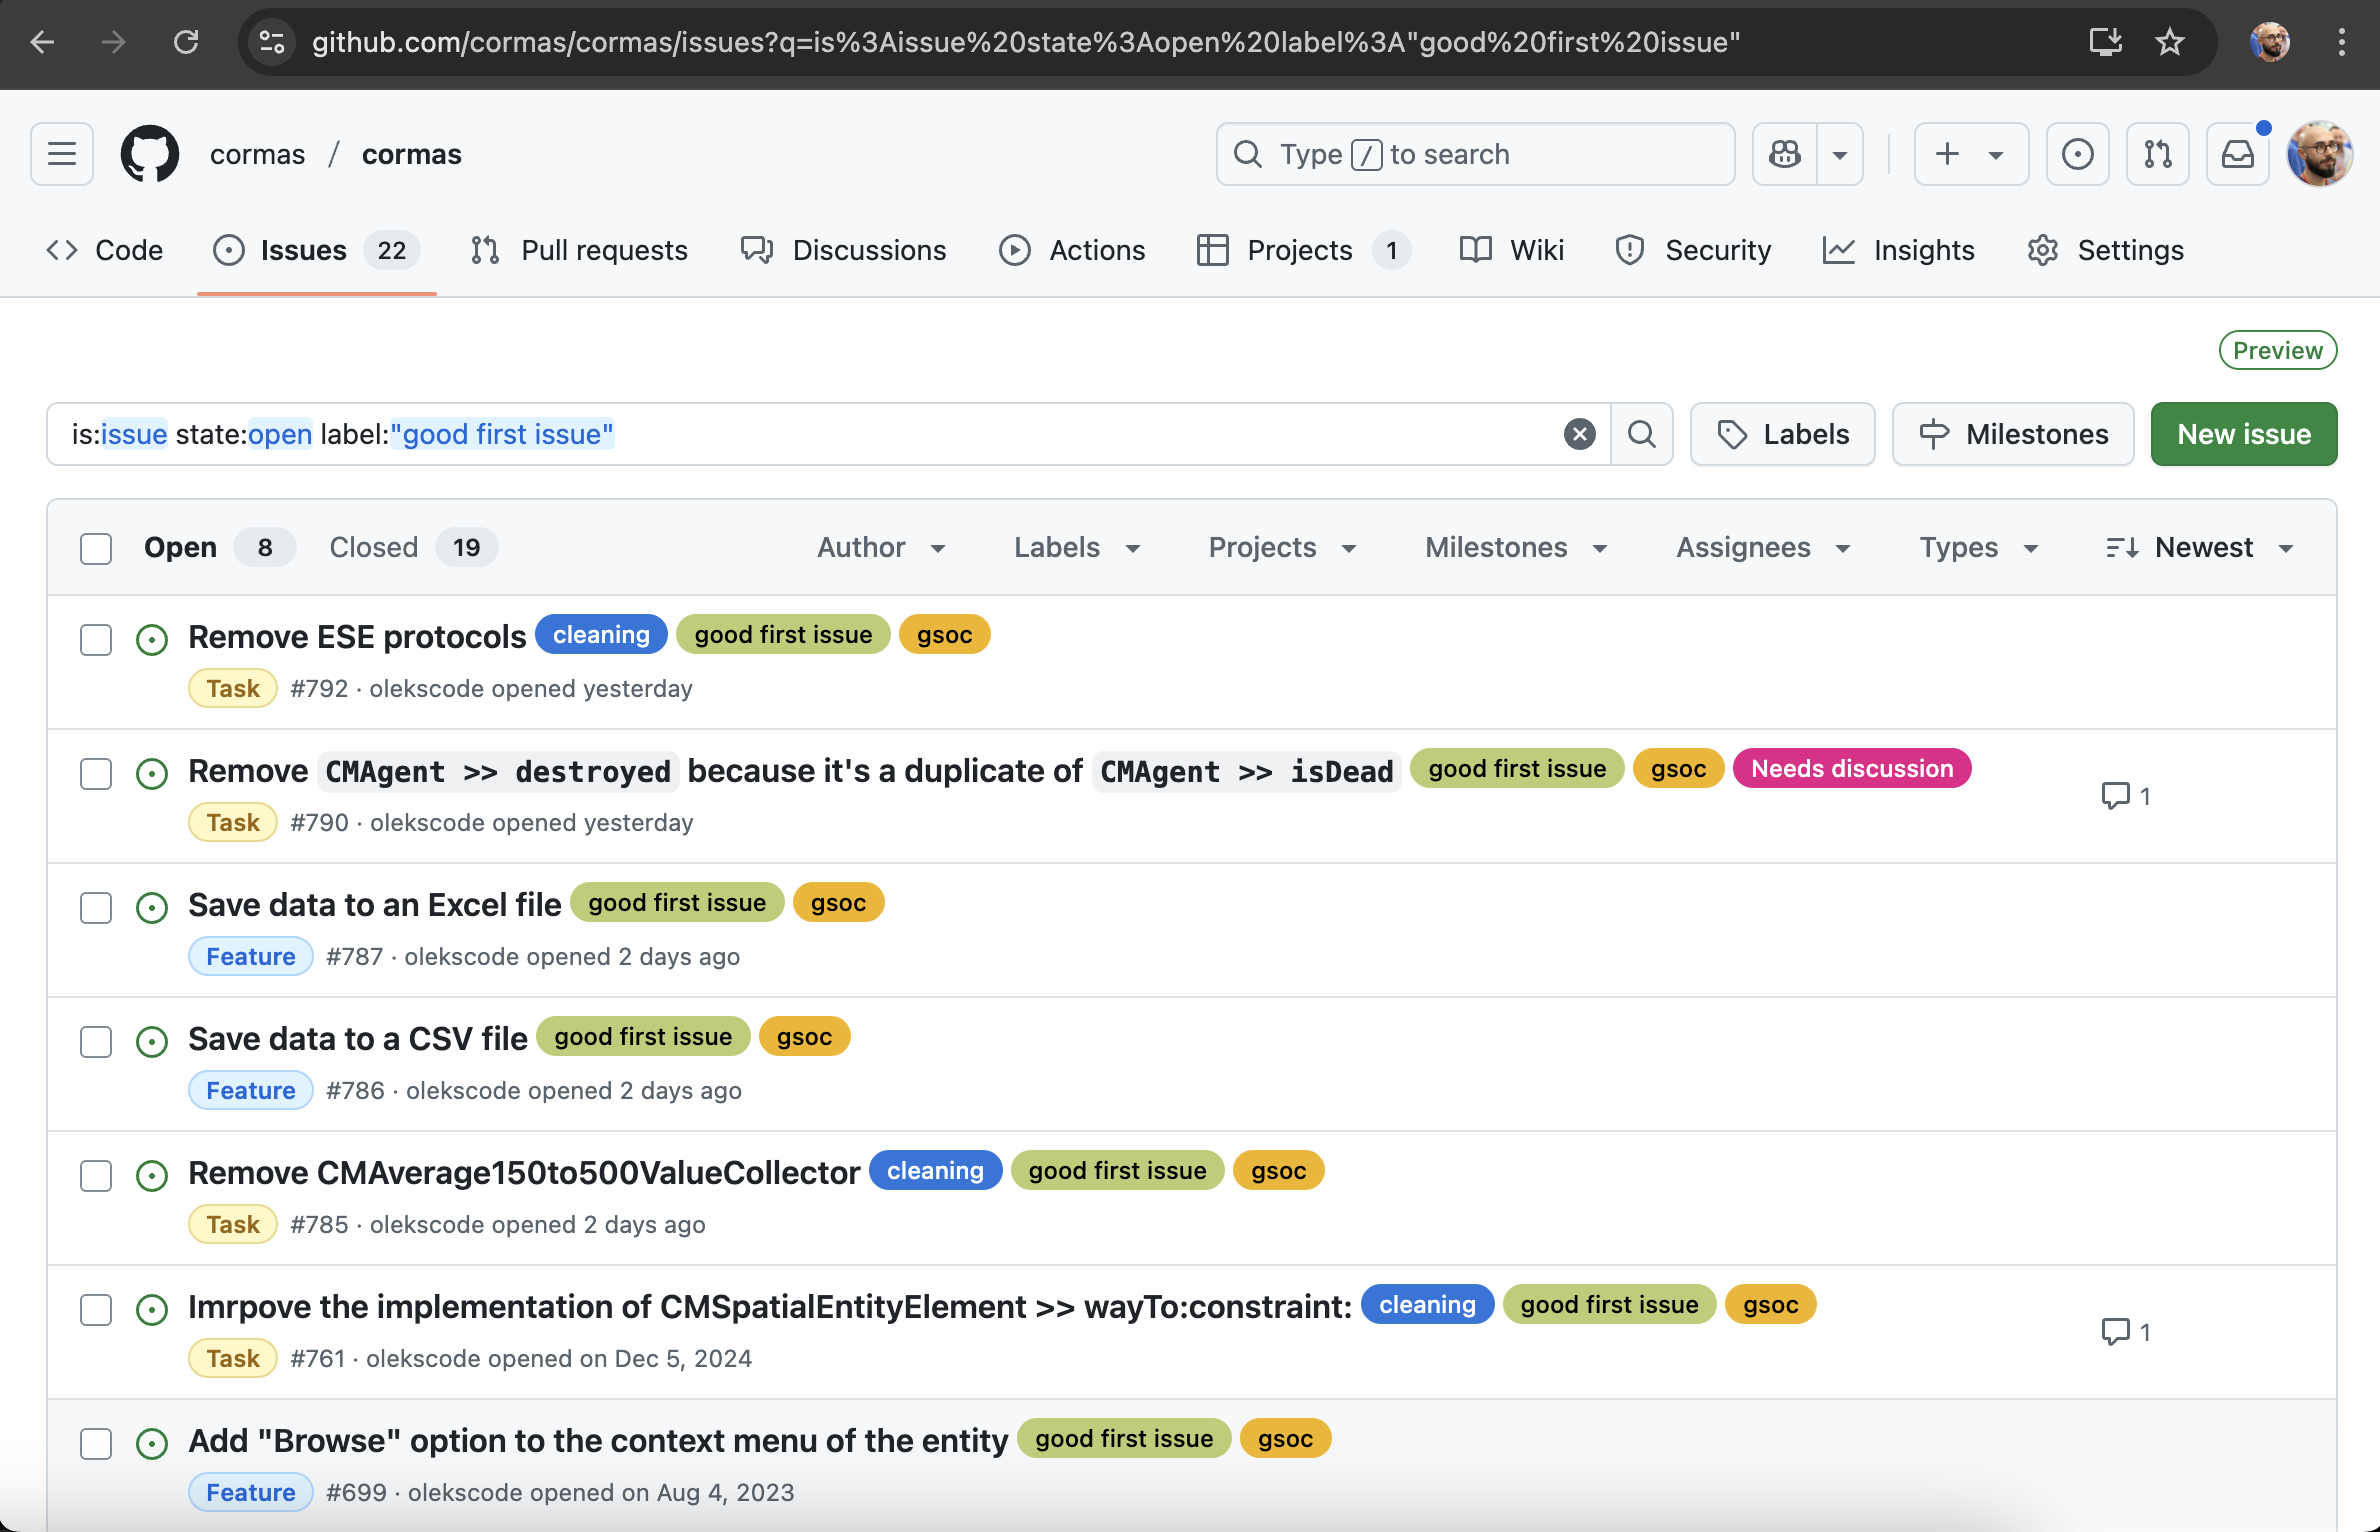 github.com/cormas/cormas/issues?q=is%3Aissue%20state%3Aopen%20label%3A"good%20first%20issue"
cormas / cormas
Type / to search
Code
Issues 22
Pull requests
Discussions
Actions
Projects 1
Wiki
Security
Insights
Settings
Preview
is:issue state:open label:"good first issue"
Labels
Milestones
New issue
Open 8 Closed 19 Author Labels Projects Milestones Assignees Types Newest
Remove ESE protocols cleaning good first issue gsoc
Task #792 · olekscode opened yesterday
Remove CMAgent >> destroyed because it's a duplicate of CMAgent >> isDead good first issue gsoc Needs discussion
1
Task #790 · olekscode opened yesterday
Save data to an Excel file good first issue gsoc
Feature #787 · olekscode opened 2 days ago
Save data to a CSV file good first issue gsoc
Feature #786 · olekscode opened 2 days ago
Remove CMAverage150to500ValueCollector cleaning good first issue gsoc
Task #785 · olekscode opened 2 days ago
Imrpove the implementation of CMSpatialEntityElement >> wayTo:constraint: cleaning good first issue gsoc
1
Task #761 · olekscode opened on Dec 5, 2024
Add "Browse" option to the context menu of the entity good first issue gsoc
Feature #699 · olekscode opened on Aug 4, 2023